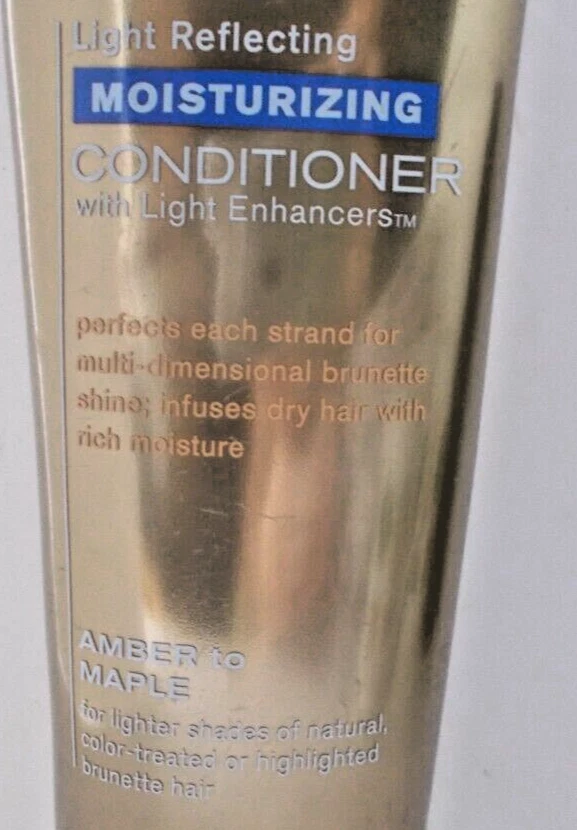 Light Reflecting
MOISTURIZING
CONDITIONER
with Light Enhancers™
perfects each strand for
multi-dimensional brunette
shine; infuses dry hair with
rich moisture
AMBER to
MAPLE
for lighter shades of natural,
color-treated or highlighted
brunette hair